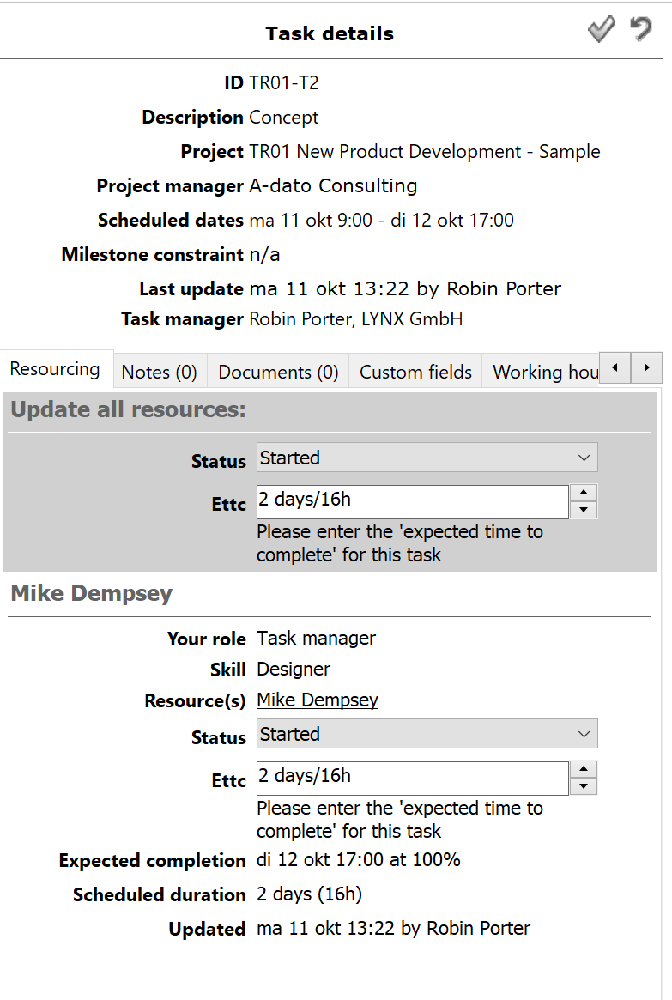 Task details
ID TR01-T2
Description Concept
Project TR01 New Product Development - Sample
Project manager A-dato Consulting
Scheduled dates ma 11 okt 9:00 - di 12 okt 17:00
Milestone constraint n/a
Last update ma 11 okt 13:22 by Robin Porter
Task manager Robin Porter, LYNX GmbH
Resourcing Notes (0) Documents (0) Custom fields Working hou
Update all resources:
Status Started
Ettc 2 days/16h
Please enter the 'expected time to
complete' for this task
Mike Dempsey
Your role Task manager
Skill Designer
Resource(s) Mike Dempsey
Status Started
Ettc 2 days/16h
Please enter the 'expected time to
complete' for this task
Expected completion di 12 okt 17:00 at 100%
Scheduled duration 2 days (16h)
Updated ma 11 okt 13:22 by Robin Porter